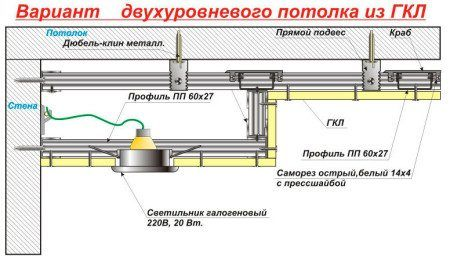 Вариант двухуровневого потолка из ГКЛ
Потолок
Дюбель-клин металл.
Прямой подвес
Краб
Стена
Профиль ПП 60х27
ГКЛ
Профиль ПП 60х27
Саморез острый,белый 14х4
с прессшайбой
Светильник галогеновый
220В, 20 Вт.